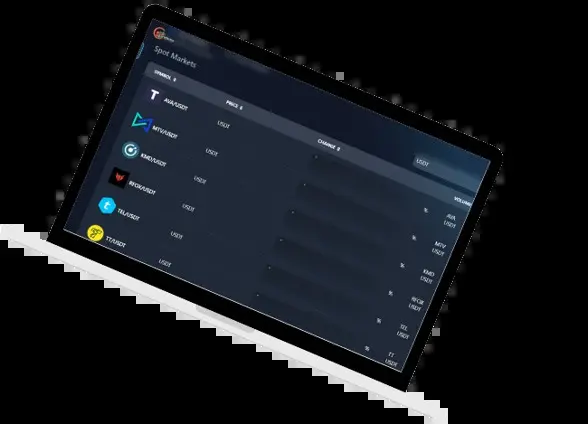 Spot Markets
SYMBOL PRICE CHANGE VOLUME
USDT
AVA/USDT USDT % AVA USDT
MTV/USDT USDT % MTV USDT
KMD/USDT USDT % KMD USDT
RFOX/USDT USDT % RFOX USDT
TEL/USDT USDT % TEL USDT
TT/USDT USDT % TT USDT